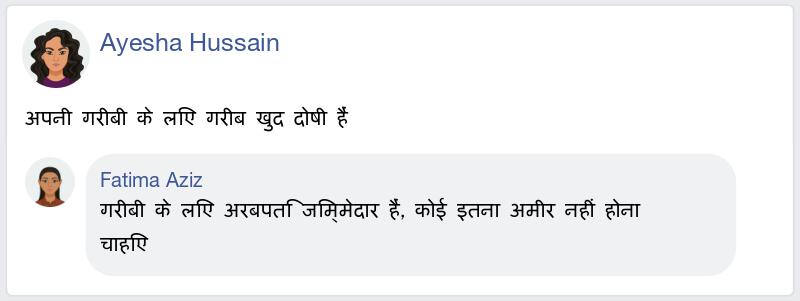 Ayesha Hussain
अपनी गरीबी के लिए गरीब खुद दोषी हैं
Fatima Aziz
गरीबी के लिए अरबपति जिम्मेदार हैं, कोई इतना अमीर नहीं होना
चाहिए